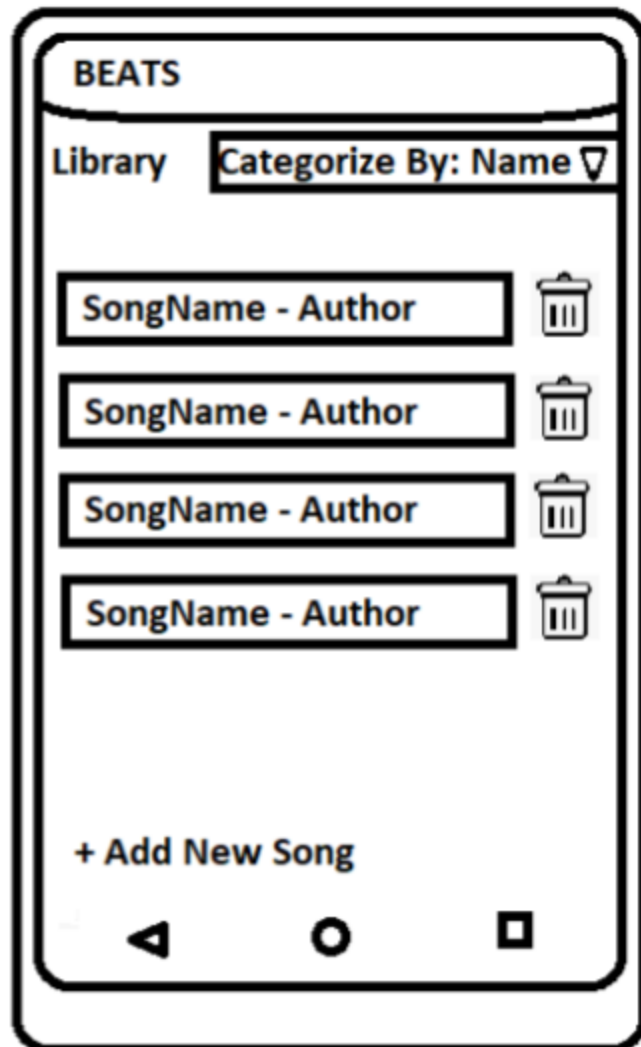 BEATS
Library Categorize By: Name
SongName - Author
SongName - Author
SongName - Author
SongName - Author
+ Add New Song